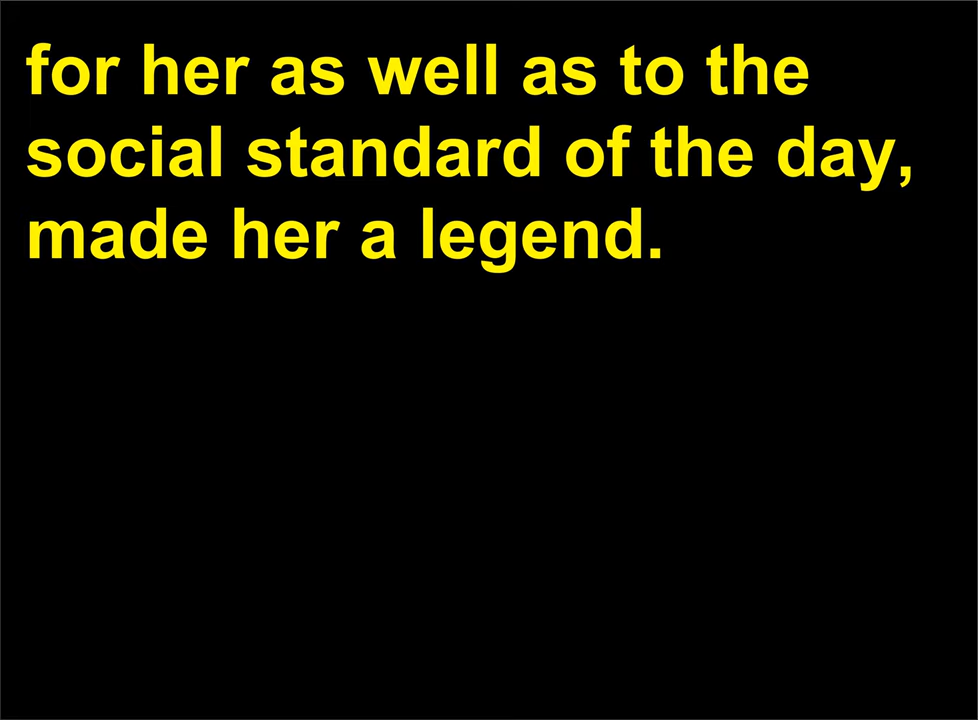 for her as well as to the
social standard of the day,
made her a legend.